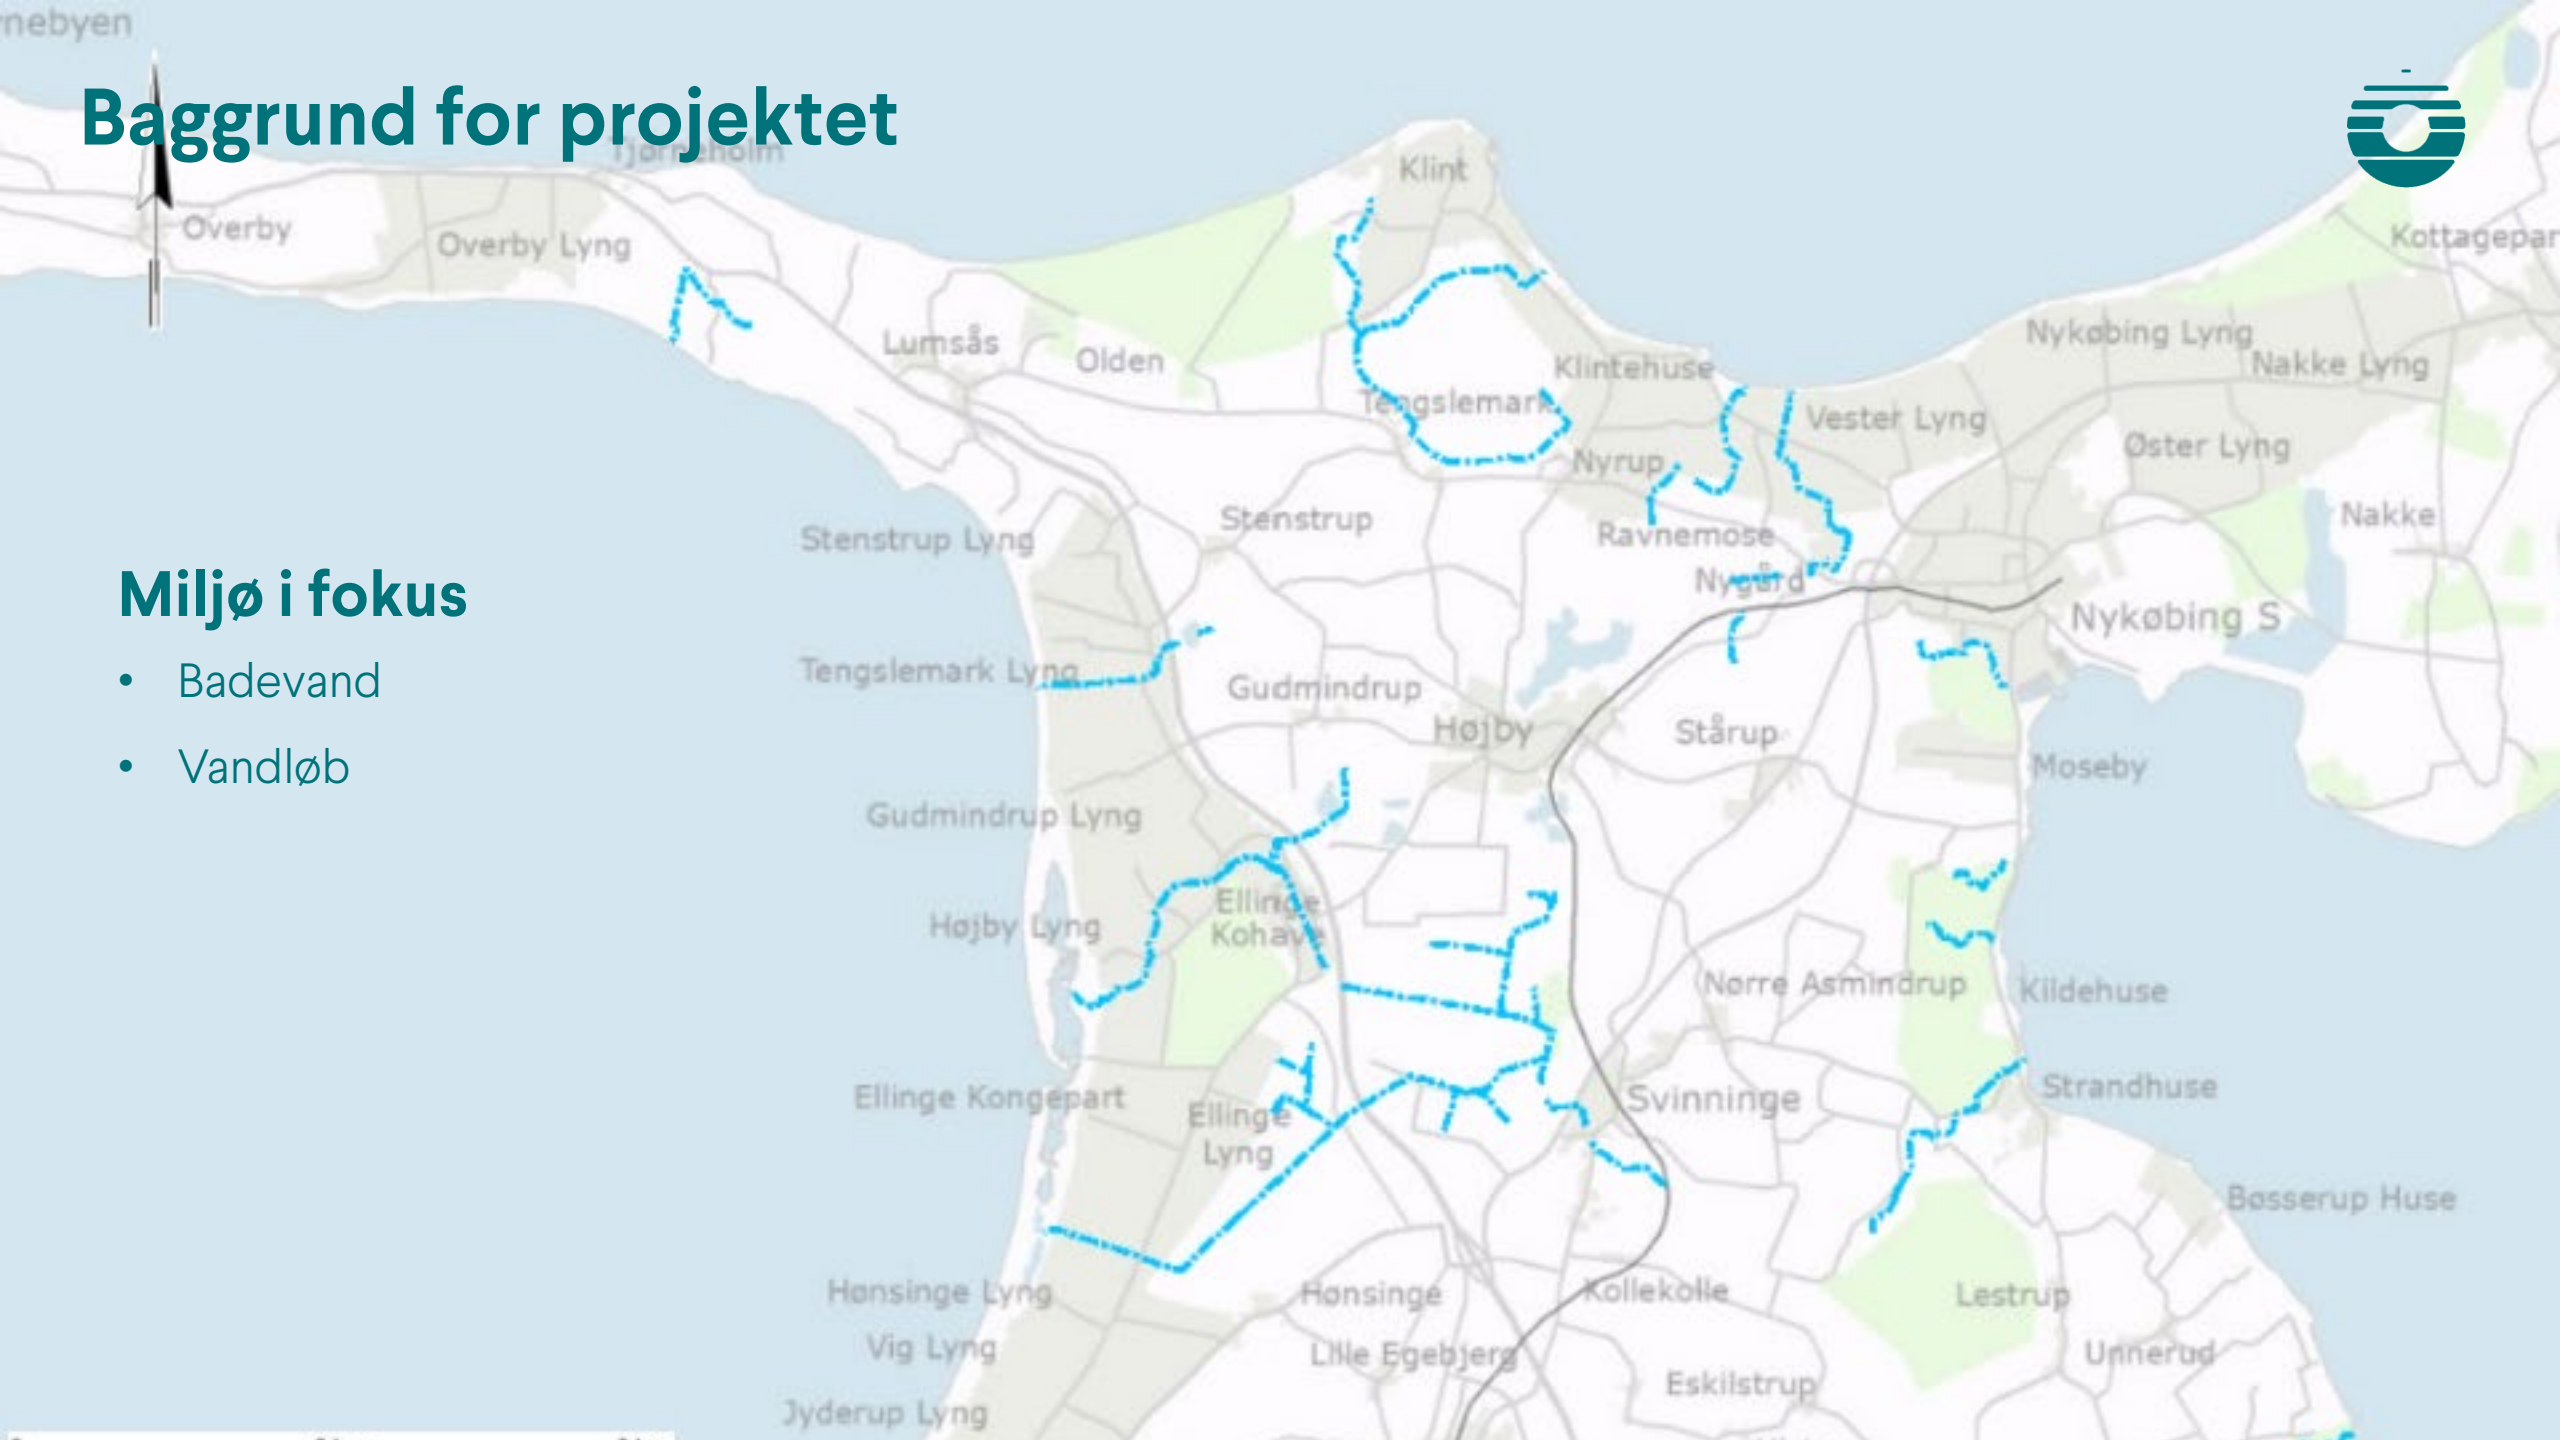 rnebyen
Baggrund for projektet
Tjørneholm
Klint
Overby
Overby Lyng
Kottagepar
Lumsås
Olden
Nykøbing Lyng
Nakke Lyng
Klintehuse
Tengslemark
Vester Lyng
Øster Lyng
Nyrup
Stenstrup
Nakke
Stenstrup Lyng
Ravnemose
Nygård
Miljø i fokus
Nykøbing S
• Badevand
Tengslemark Lyng
Gudmindrup
Højby
Stårup
• Vandløb
Moseby
Gudmindrup Lyng
Ellinge
Kohave
Højby Lyng
Nørre Asmindrup
Kildehuse
Ellinge Kongepart
Ellinge
Lyng
Svinninge
Strandhuse
Bøsserup Huse
Hønsinge Lyng
Hønsinge
Kollekolle
Lestrup
Vig Lyng
Lille Egebjerg
Unnerud
Eskilstrup
Jyderup Lyng